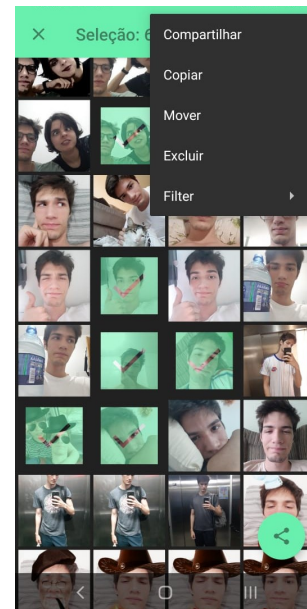 Seleção: 6
Compartilhar
Copiar
Mover
Excluir
Filter